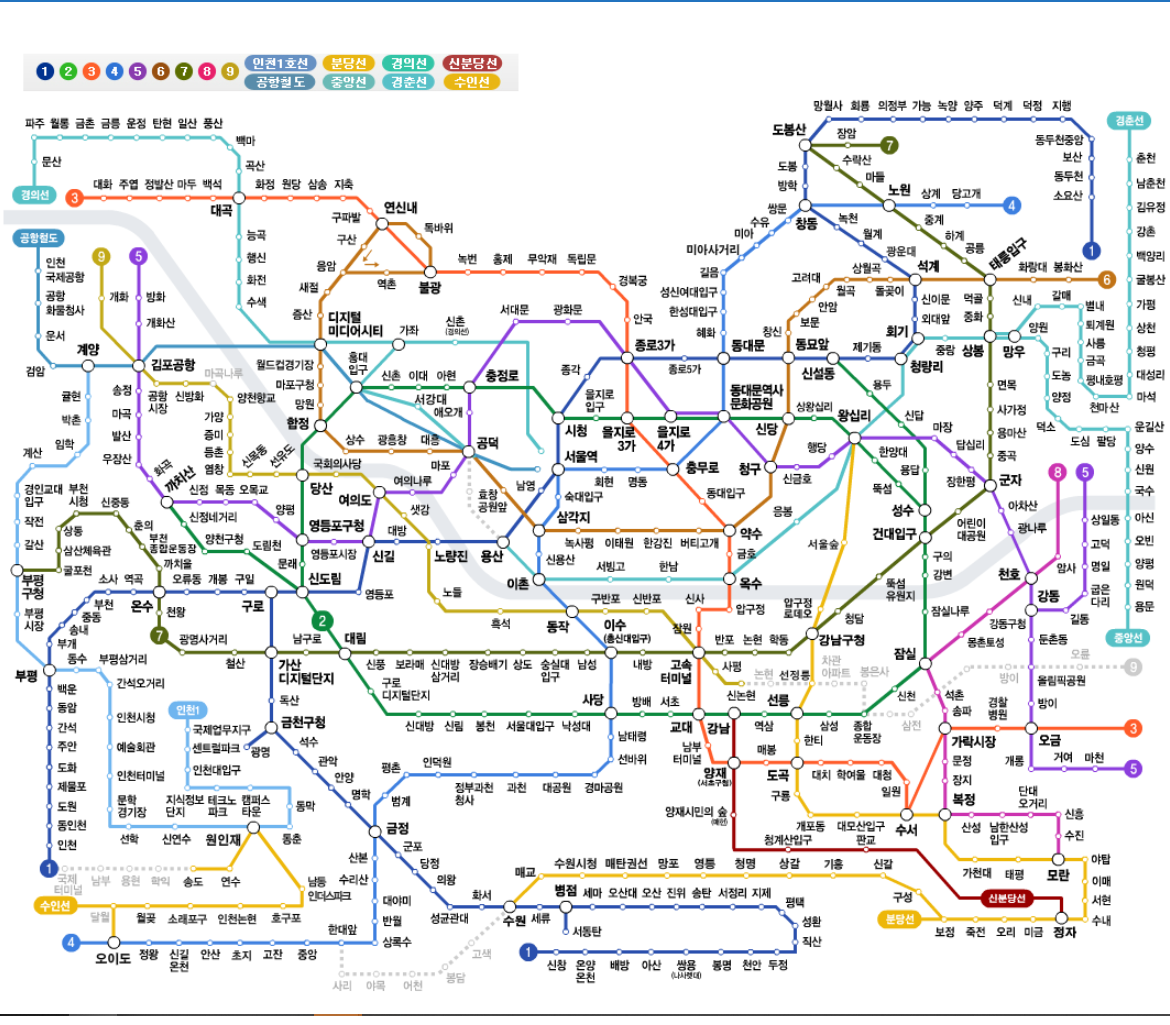 1 2 3 4 5 6 7 8 9
인천1호선 분당선 경의선 신분당선
공항철도 중앙선 경춘선 수인선
파주 월롱 금촌 금릉 운정 탄현 일산 풍산
백마
문산
곡산
경의선
3
대화 주엽 정발산 마두 백석
대곡
화정 원당 삼송 지축
연신내
구파발
독바위
구산
응암
역촌
불광
새절
증산
녹번 홍제 무악재 독립문
경복궁
안국
능곡
행신
화전
수색
공항철도
인천
국제공항
공항
화물청사
운서
검암
계양
9
5
개화
방화
개화산
김포공항
송정
마곡
발산
우장산
화곡
까치산
공항
시장
신방화
마곡나루
양천향교
가양
증미
등촌
염창
신목동
선유도
디지털
미디어시티
월드컵경기장
마포구청
망원
합정
가좌
신촌
(경의선)
홍대
입구
신촌 이대 아현
서강대
애오개
충정로
서대문
광화문
상수 광흥창 대흥
공덕
마포
여의나루
효창
공원앞
국회의사당
당산
여의도
샛강
귤현
박촌
임학
계산
경인교대
입구
작전
갈산
부평
구청
부평
시장
부천
시청
신중동
상동
삼산체육관
굴포천
춘의
부천
종합운동장
까치울
신정 목동 오목교
신정네거리
양천구청
도림천
양평
영등포구청
영등포시장
문래
신도림
신길
대방
노량진
용산
영등포
노들
흑석
소사 역곡
온수
오류동 개봉 구일
구로
부천
중동
송내
부개
부평
7
천왕
광명사거리
철산
가산
디지털단지
남구로
2
대림
신풍 보라매 신대방
삼거리
장승배기 상도 숭실대
입구
남성
구로
디지털단지
신대방 신림 봉천 서울대입구 낙성대
사당
독산
금천구청
광명
석수
관악
안양
명학
금정
군포
당정
의왕
성균관대
화서
수원
동수 부평삼거리
간석오거리
인천시청
예술회관
인천터미널
문학
경기장
선학 신연수 원인재
동춘
동막
인천1
국제업무지구
센트럴파크
인천대입구
지식정보
단지
테크노
파크
캠퍼스
타운
백운
동암
간석
주안
도화
제물포
도원
동인천
인천
1
국제
터미널
남부 용현 학익 송도 연수
남동
인더스파크
호구포
인천논현
소래포구
월곶
달월
수인선
4
오이도
정왕 신길
온천
안산 초지 고잔 중앙
한대앞
상록수
반월
대야미
수리산
산본
사리 야목 어천 봉담
고색
범계
평촌
인덕원
정부과천
청사
과천 대공원 경마공원
선바위
남태령
방배 서초
교대
강남
역삼
선릉
삼성 종합
운동장
신천
잠실
동작
구반포 신반포
이수
(총신대입구)
내방
고속
터미널
반포 논현 학동
사평
신논현
논현 선정릉 차관
아파트
봉은사
삼전
강남구청
압구정
로데오
청담
잠원
신사
압구정
옥수
금호
약수
서빙고 한남
이촌
신용산
삼각지
녹사평 이태원 한강진 버티고개
숙대입구
남영
서울역
회현 명동
충무로
동대입구
시청
을지로
입구
을지로
3가
을지로
4가
종각
종로3가
종로5가
동대문
동대문역사
문화공원
신당
청구
신금호
행당
응봉
서울숲
왕십리
상왕십리
신설동
동묘앞
창신
보문
안암
고려대
월곡
상월곡
돌곶이
석계
신이문
외대앞
회기
청량리
제기동
용두
신답
한양대
용답
뚝섬
성수
건대입구
구의
강변
잠실나루
뚝섬
유원지
어린이
대공원
군자
장한평
답십리
마장
중랑
상봉
망우
면목
사가정
용마산
중곡
혜화
한성대입구
성신여대입구
길음
미아사거리
미아
수유
쌍문
창동
방학
도봉
도봉산
망월사 회룡 의정부 가능 녹양 양주 덕계 덕정 지행
동두천중앙
보산
동두천
소요산
1
장암
7
수락산
마들
노원
상계 당고개
4
중계
하계
공릉
녹천
월계
광운대
태릉입구
화랑대 봉화산
6
먹골
중화
신내
갈매
별내
퇴계원
사릉
금곡
평내호평
천마산
마석
대성리
청평
상천
가평
굴봉산
백양리
강촌
김유정
남춘천
춘천
경춘선
양원
구리
도농
양정
덕소
도심 팔당
운길산
양수
신원
국수
아신
오빈
양평
원덕
용문
중앙선
8
5
암사
상일동
고덕
명일
굽은
다리
길동
아차산
광나루
천호
강동
강동구청
몽촌토성
둔촌동
올림픽공원
오륜
방이
9
방이
석촌
송파
경찰
병원
가락시장
오금
3
개롱
거여 마천
5
문정
장지
복정
단대
오거리
신흥
수진
모란
산성 남한산성
입구
가천대 태평
야탑
이매
서현
수내
정자
미금
오리
죽전
보정
분당선
신분당선
구성
신갈
기흥
상갈
청명
영통
망포
매탄권선
수원시청
매교
남부
터미널
양재
(서초구청)
매봉
도곡
한티
대치 학여울 대청
일원
수서
구룡
개포동 대모산입구
양재시민의 숲
(매헌)
청계산입구 판교
병점
세류
서동탄
세마 오산대 오산 진위 송탄 서정리 지제
평택
성환
직산
두정
천안
봉명
쌍용
(나사렛대)
아산
배방
온양
온천
신창
1